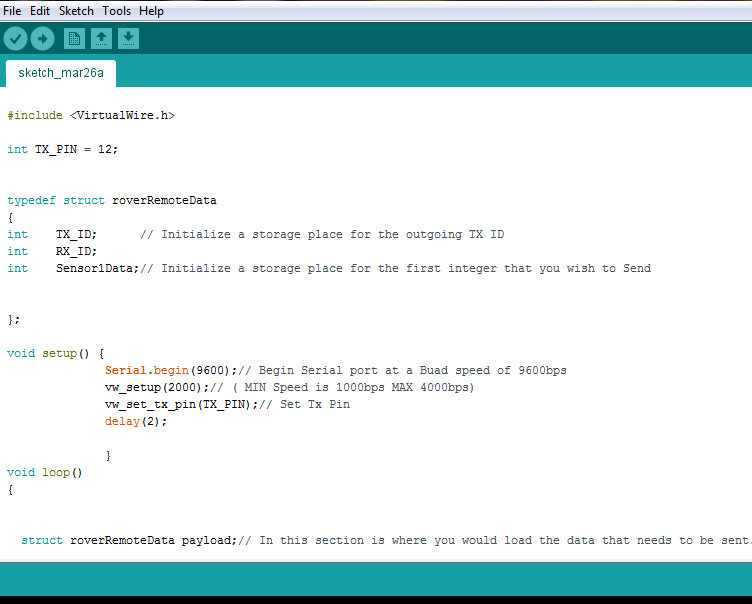 File Edit Sketch Tools Help
sketch_mar26a
#include <VirtualWire.h>
int TX_PIN = 12;
typedef struct roverRemoteData
{
int    TX_ID;      // Initialize a storage place for the outgoing TX ID
int    RX_ID;
int    Sensor1Data;// Initialize a storage place for the first integer that you wish to Send
};
void setup() {
Serial.begin(9600);// Begin Serial port at a Buad speed of 9600bps
vw_setup(2000);// ( MIN Speed is 1000bps MAX 4000bps)
vw_set_tx_pin(TX_PIN);// Set Tx Pin
delay(2);
}
void loop()
{
struct roverRemoteData payload;// In this section is where you would load the data that needs to be sent.